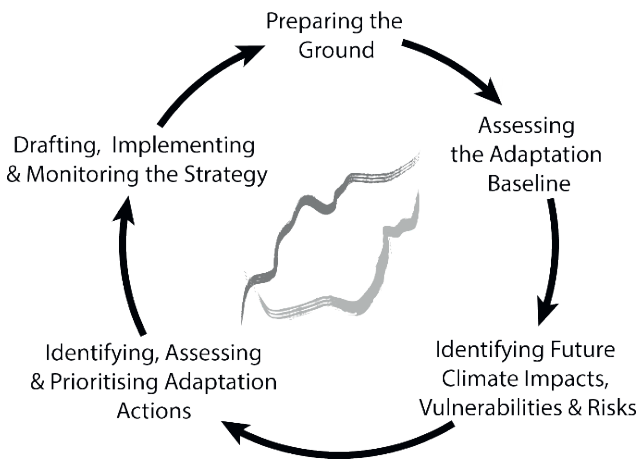 Preparing the
Ground
Assessing
the Adaptation
Baseline
Identifying Future
Climate Impacts,
Vulnerabilities & Risks
Identifying, Assessing
& Prioritising Adaptation
Actions
Drafting, Implementing
& Monitoring the Strategy